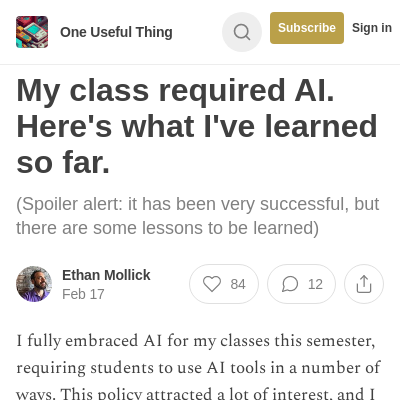 One Useful Thing
Subscribe
Sign in
My class required AI.
Here's what I've learned
so far.
(Spoiler alert: it has been very successful, but
there are some lessons to be learned)
Ethan Mollick
Feb 17
84
12
I fully embraced AI for my classes this semester,
requiring students to use AI tools in a number of
ways. This policy attracted a lot of interest, and I